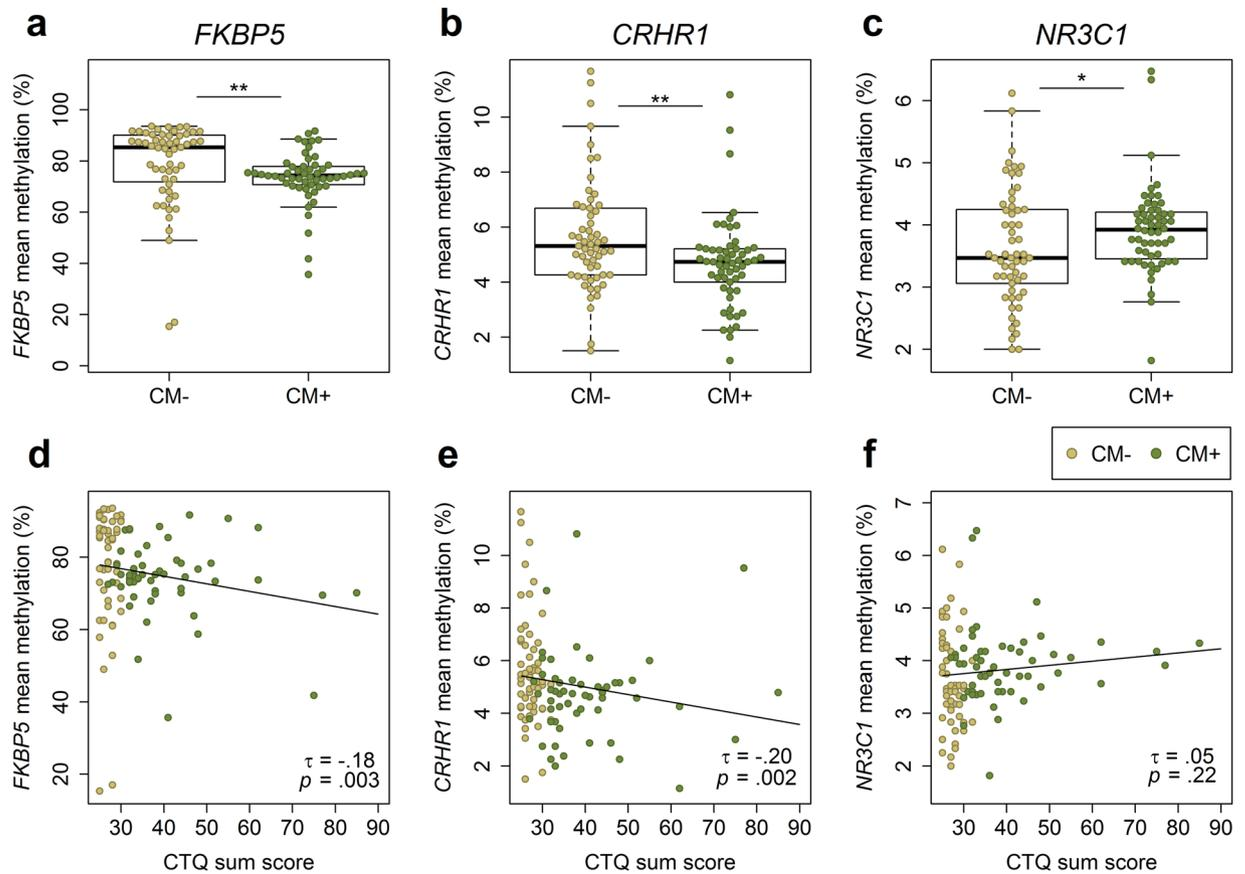 a
FKBP5
b
CRHR1
c
NR3C1
FKBP5 mean methylation (%)
100
80
60
40
20
0
**
CM-
CM+
CRHR1 mean methylation (%)
10
8
6
4
2
**
CM-
CM+
NR3C1 mean methylation (%)
6
5
4
3
2
*
CM-
CM+
CM- CM+
d
FKBP5 mean methylation (%)
80
60
40
20
τ = -.18
p = .003
30 40 50 60 70 80 90
CTQ sum score
e
CRHR1 mean methylation (%)
10
8
6
4
2
τ = -.20
p = .002
30 40 50 60 70 80 90
CTQ sum score
f
NR3C1 mean methylation (%)
7
6
5
4
3
2
τ = .05
p = .22
30 40 50 60 70 80 90
CTQ sum score